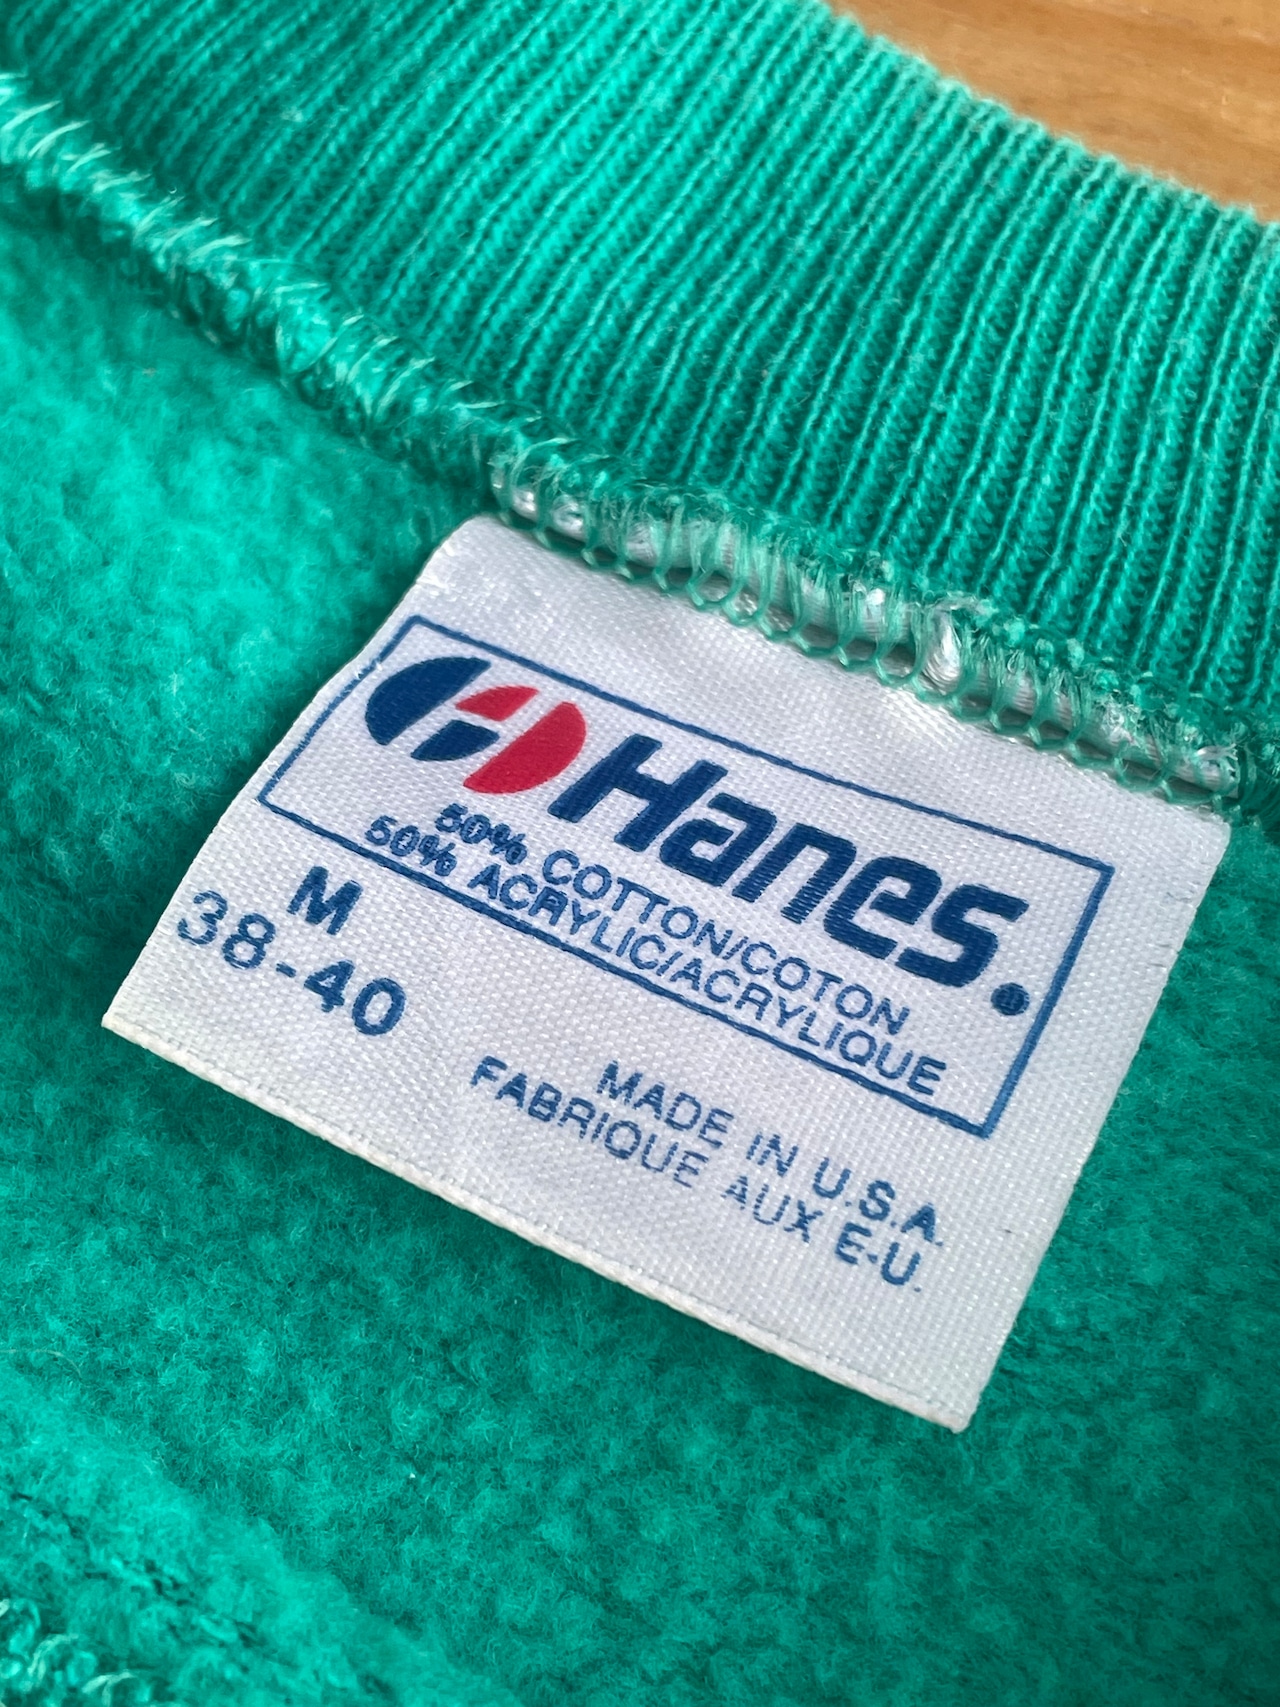 Hanes.
50% COTTON/COTON
50% ACRYLIC/ACRYLIQUE
M
38-40
MADE IN U.S.A.
FABRIQUE AUX E-U.